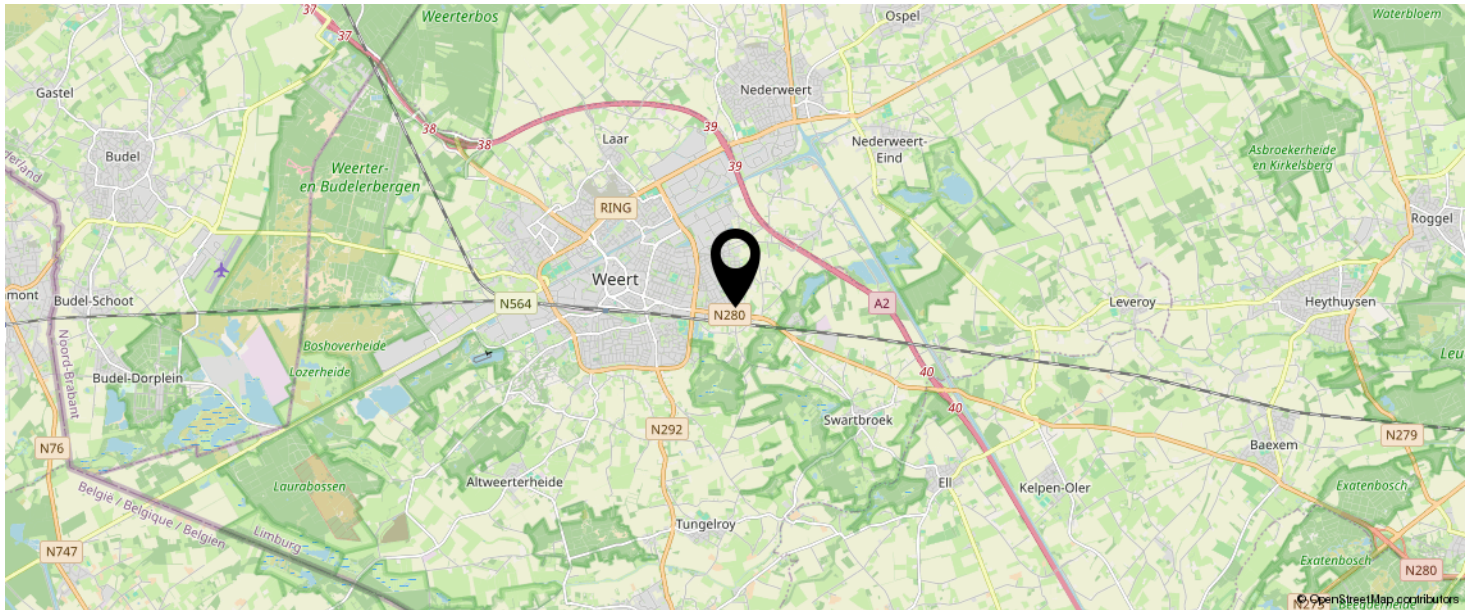 37
Weerterbos
Ospel
Waterbloem
37
Gastel
Nederweert
38
38
39
Laar
Nederweert-
Eind
Budel
Asbroekerheide
en Kirkelsberg
39
Weerter-
en Budelerbergen
RING
Roggel
Weert
Budel-Schoot
N564
A2
Leveroy
Heythuysen
N280
Boshoverheide
Noord-Brabant
Lozerheide
Budel-Dorplein
40
40
Swartbroek
N292
N279
N76
Baexem
Altweerterheide
Laurabossen
Ell
Kelpen-Oler
Exatenbosch
België / Belgique / Belgien
Tungelroy
Limburg
N747
Exatenbosch
N280
© OpenStreetMap contributors